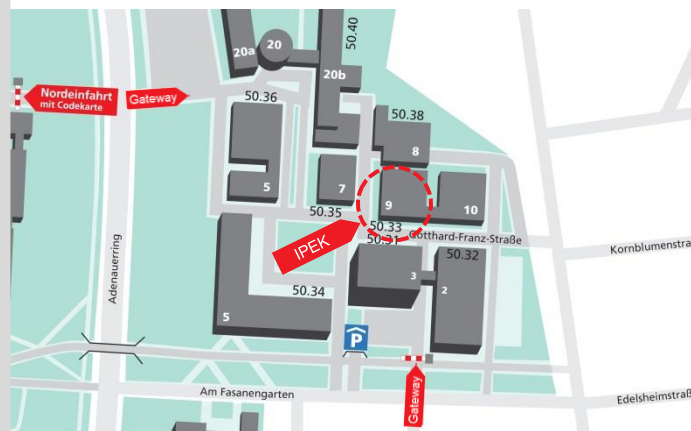 50.40
20
20a
20b
Nordeinfahrt
mit Codekarte
Gateway
50.36
50.38
8
5
7
9
10
50.35
50.33
Gotthard-Franz-Straße
50.31
IPEK
Kornblumenstra
50.32
3
2
50.34
5
Adenauerring
P
Am Fasanengarten
Gateway
Edelsheimstraß